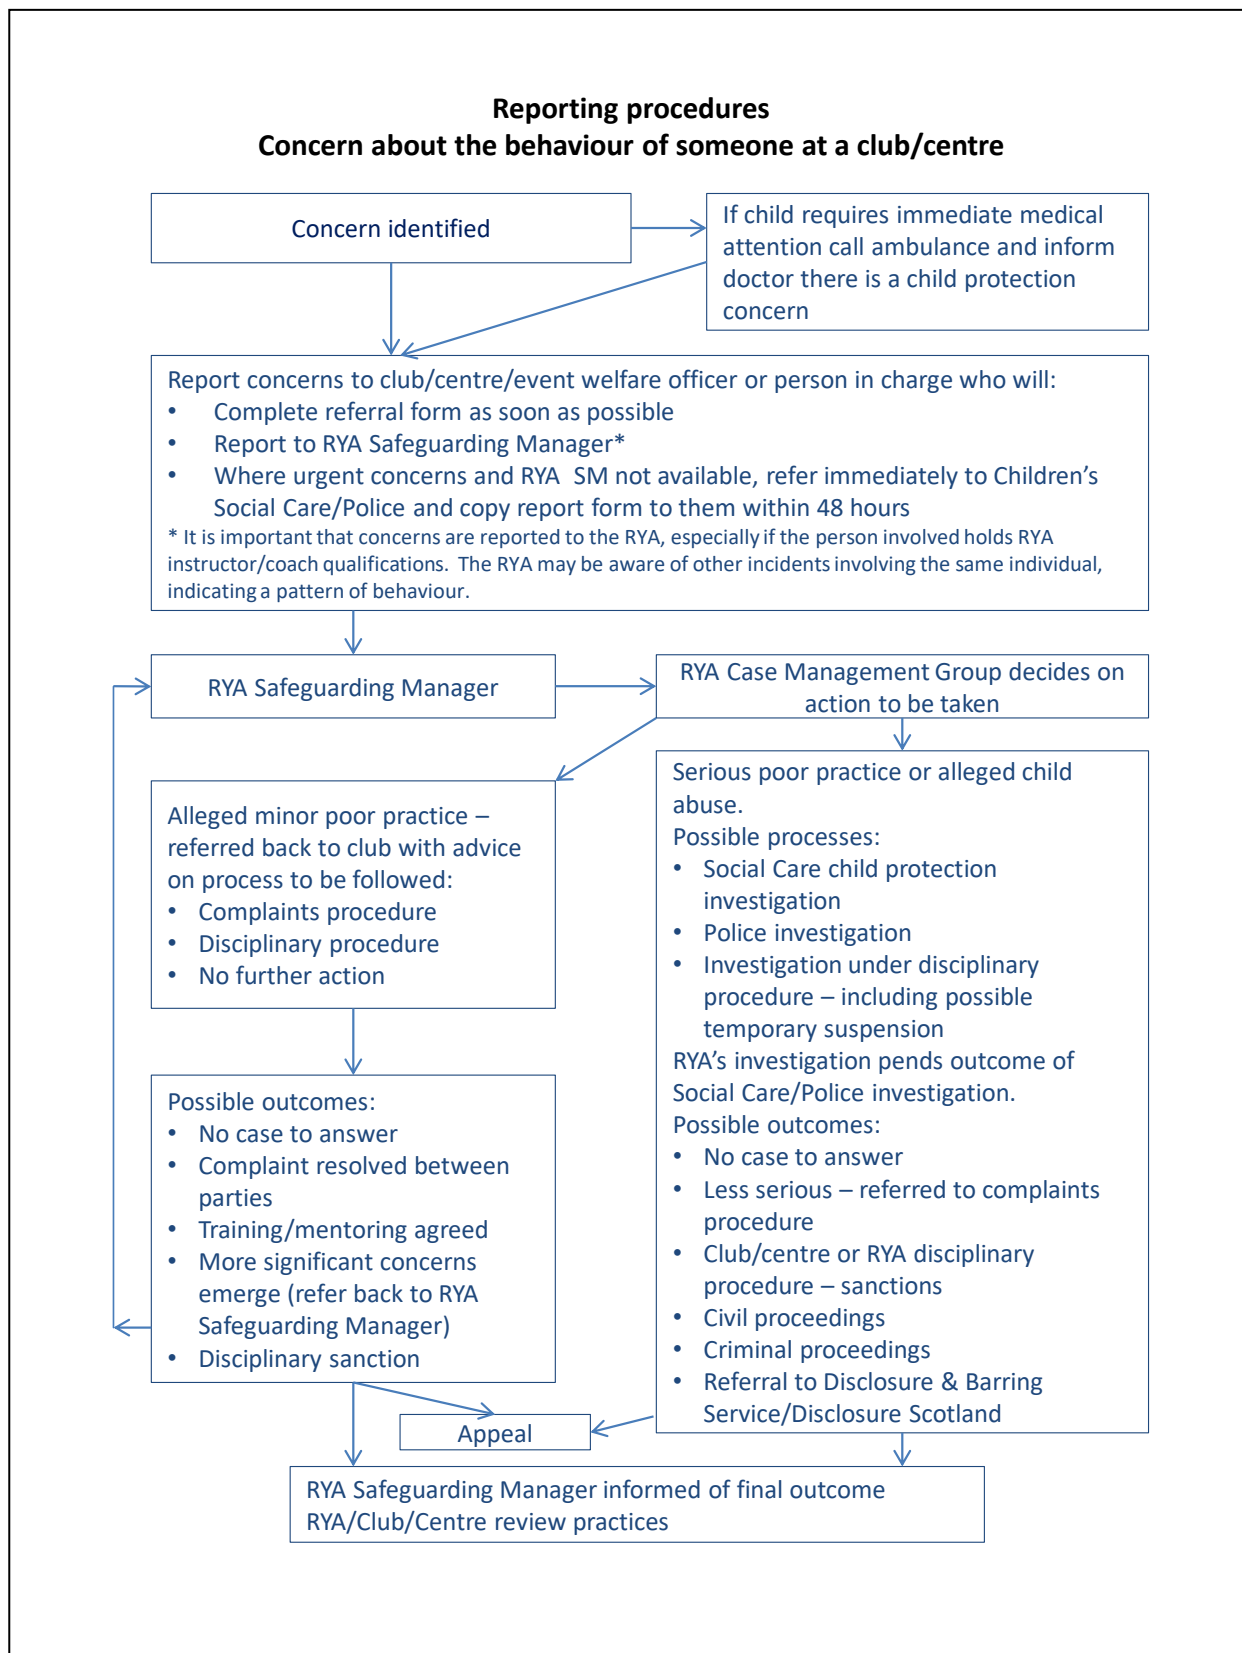 Reporting procedures
Concern about the behaviour of someone at a club/centre
Concern identified
If child requires immediate medical
attention call ambulance and inform
doctor there is a child protection
concern
Report concerns to club/centre/event welfare officer or person in charge who will:
• Complete referral form as soon as possible
• Report to RYA Safeguarding Manager*
• Where urgent concerns and RYA  SM not available, refer immediately to Children’s
Social Care/Police and copy report form to them within 48 hours
* It is important that concerns are reported to the RYA, especially if the person involved holds RYA
instructor/coach qualifications.  The RYA may be aware of other incidents involving the same individual,
indicating a pattern of behaviour.
RYA Safeguarding Manager
RYA Case Management Group decides on
action to be taken
Alleged minor poor practice –
referred back to club with advice
on process to be followed:
• Complaints procedure
• Disciplinary procedure
• No further action
Serious poor practice or alleged child
abuse.
Possible processes:
• Social Care child protection
investigation
• Police investigation
• Investigation under disciplinary
procedure – including possible
temporary suspension
RYA’s investigation pends outcome of
Social Care/Police investigation.
Possible outcomes:
• No case to answer
• Less serious – referred to complaints
procedure
• Club/centre or RYA disciplinary
procedure – sanctions
• Civil proceedings
• Criminal proceedings
• Referral to Disclosure & Barring
Service/Disclosure Scotland
Possible outcomes:
• No case to answer
• Complaint resolved between
parties
• Training/mentoring agreed
• More significant concerns
emerge (refer back to RYA
Safeguarding Manager)
• Disciplinary sanction
Appeal
RYA Safeguarding Manager informed of final outcome
RYA/Club/Centre review practices